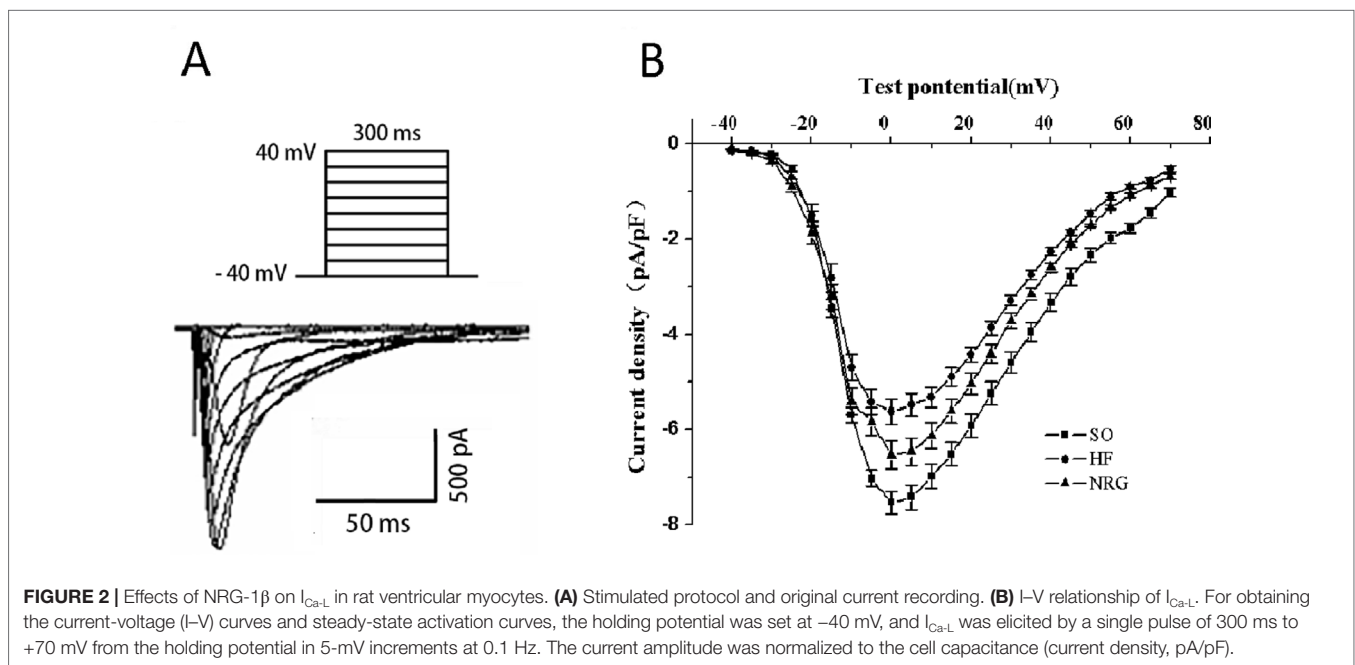 A
300 ms
40 mV
- 40 mV
500 pA
50 ms
B
Test pontential(mV)
-40 -20 0 20 40 60 80
0
-2
-4
-6
-8
Current density (pA/pF)
SO
HF
NRG
FIGURE 2 | Effects of NRG-1β on I_Ca-L in rat ventricular myocytes. (A) Stimulated protocol and original current recording. (B) I–V relationship of I_Ca-L. For obtaining
the current-voltage (I–V) curves and steady-state activation curves, the holding potential was set at −40 mV, and I_Ca-L was elicited by a single pulse of 300 ms to
+70 mV from the holding potential in 5-mV increments at 0.1 Hz. The current amplitude was normalized to the cell capacitance (current density, pA/pF).